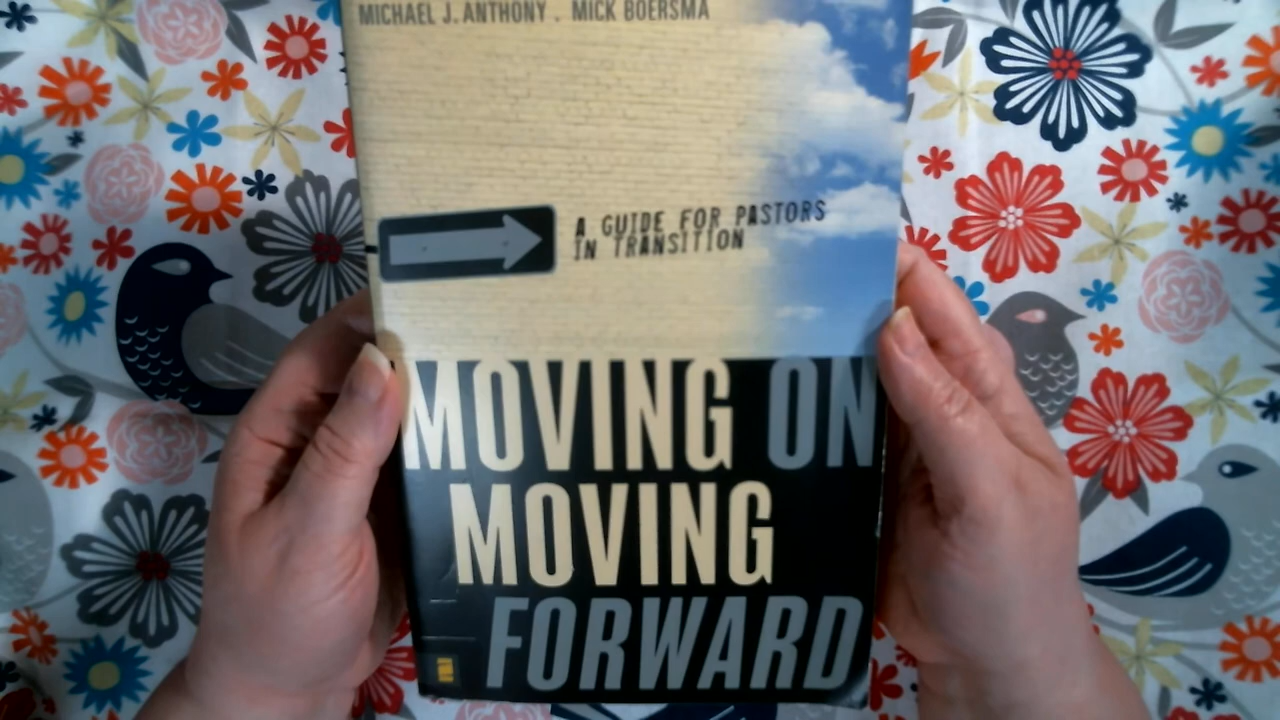 MICHAEL J. ANTHONY . MICK BOERSMA
A GUIDE FOR PASTORS
IN TRANSITION
MOVING ON
MOVING
FORWARD